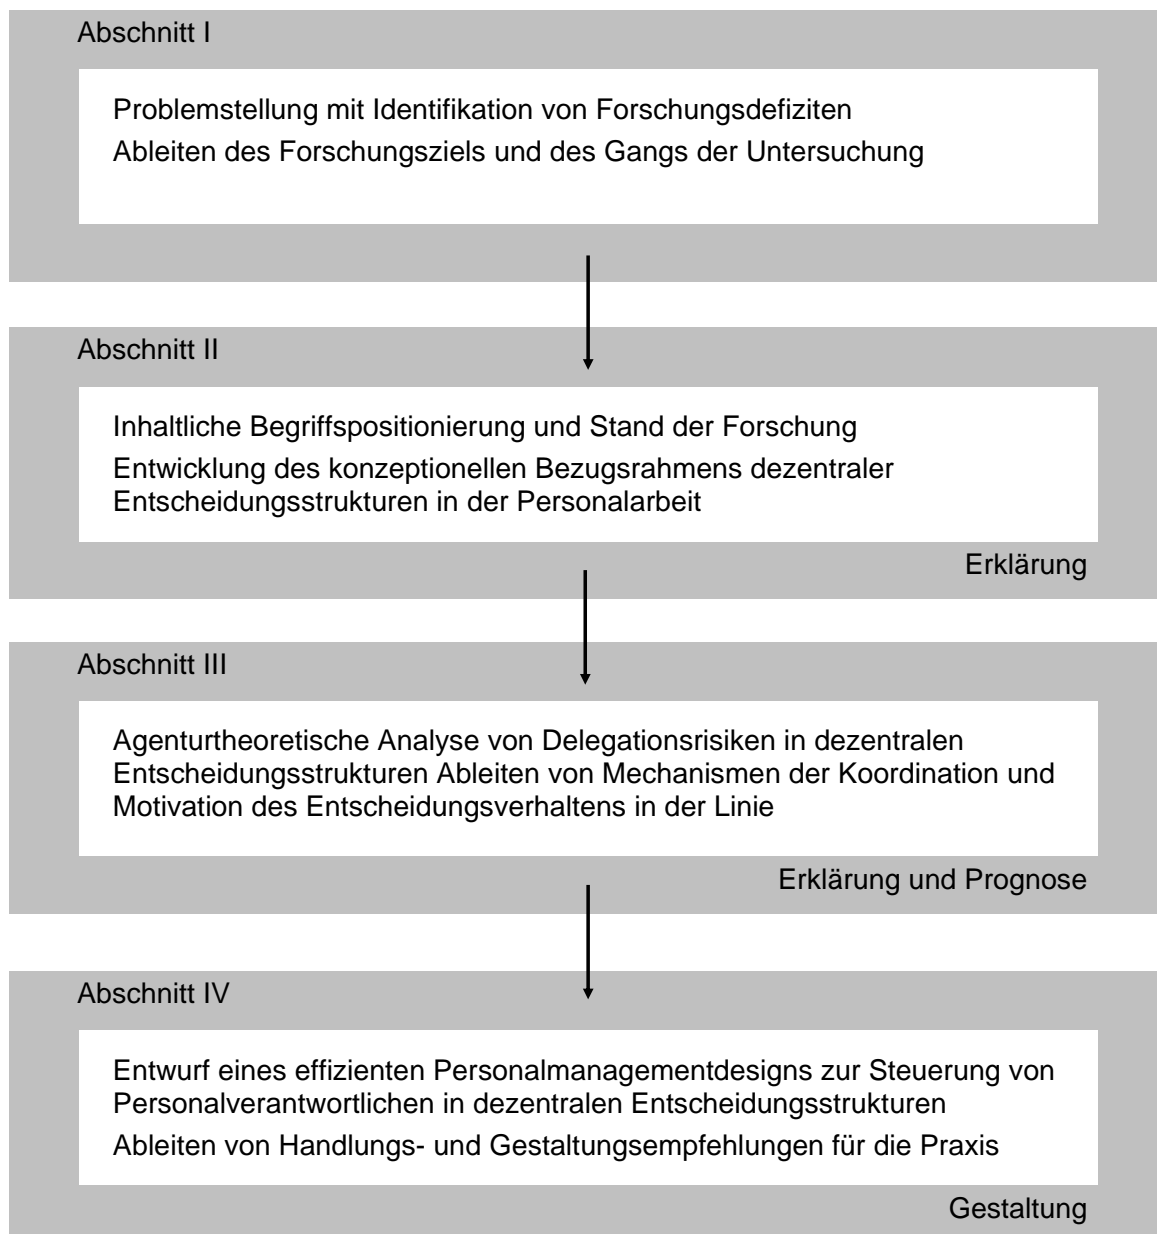 Abschnitt I
Problemstellung mit Identifikation von Forschungsdefiziten
Ableiten des Forschungsziels und des Gangs der Untersuchung
Abschnitt II
Inhaltliche Begriffspositionierung und Stand der Forschung
Entwicklung des konzeptionellen Bezugsrahmens dezentraler
Entscheidungsstrukturen in der Personalarbeit
Erklärung
Abschnitt III
Agenturtheoretische Analyse von Delegationsrisiken in dezentralen
Entscheidungsstrukturen Ableiten von Mechanismen der Koordination und
Motivation des Entscheidungsverhaltens in der Linie
Erklärung und Prognose
Abschnitt IV
Entwurf eines effizienten Personalmanagementdesigns zur Steuerung von
Personalverantwortlichen in dezentralen Entscheidungsstrukturen
Ableiten von Handlungs- und Gestaltungsempfehlungen für die Praxis
Gestaltung